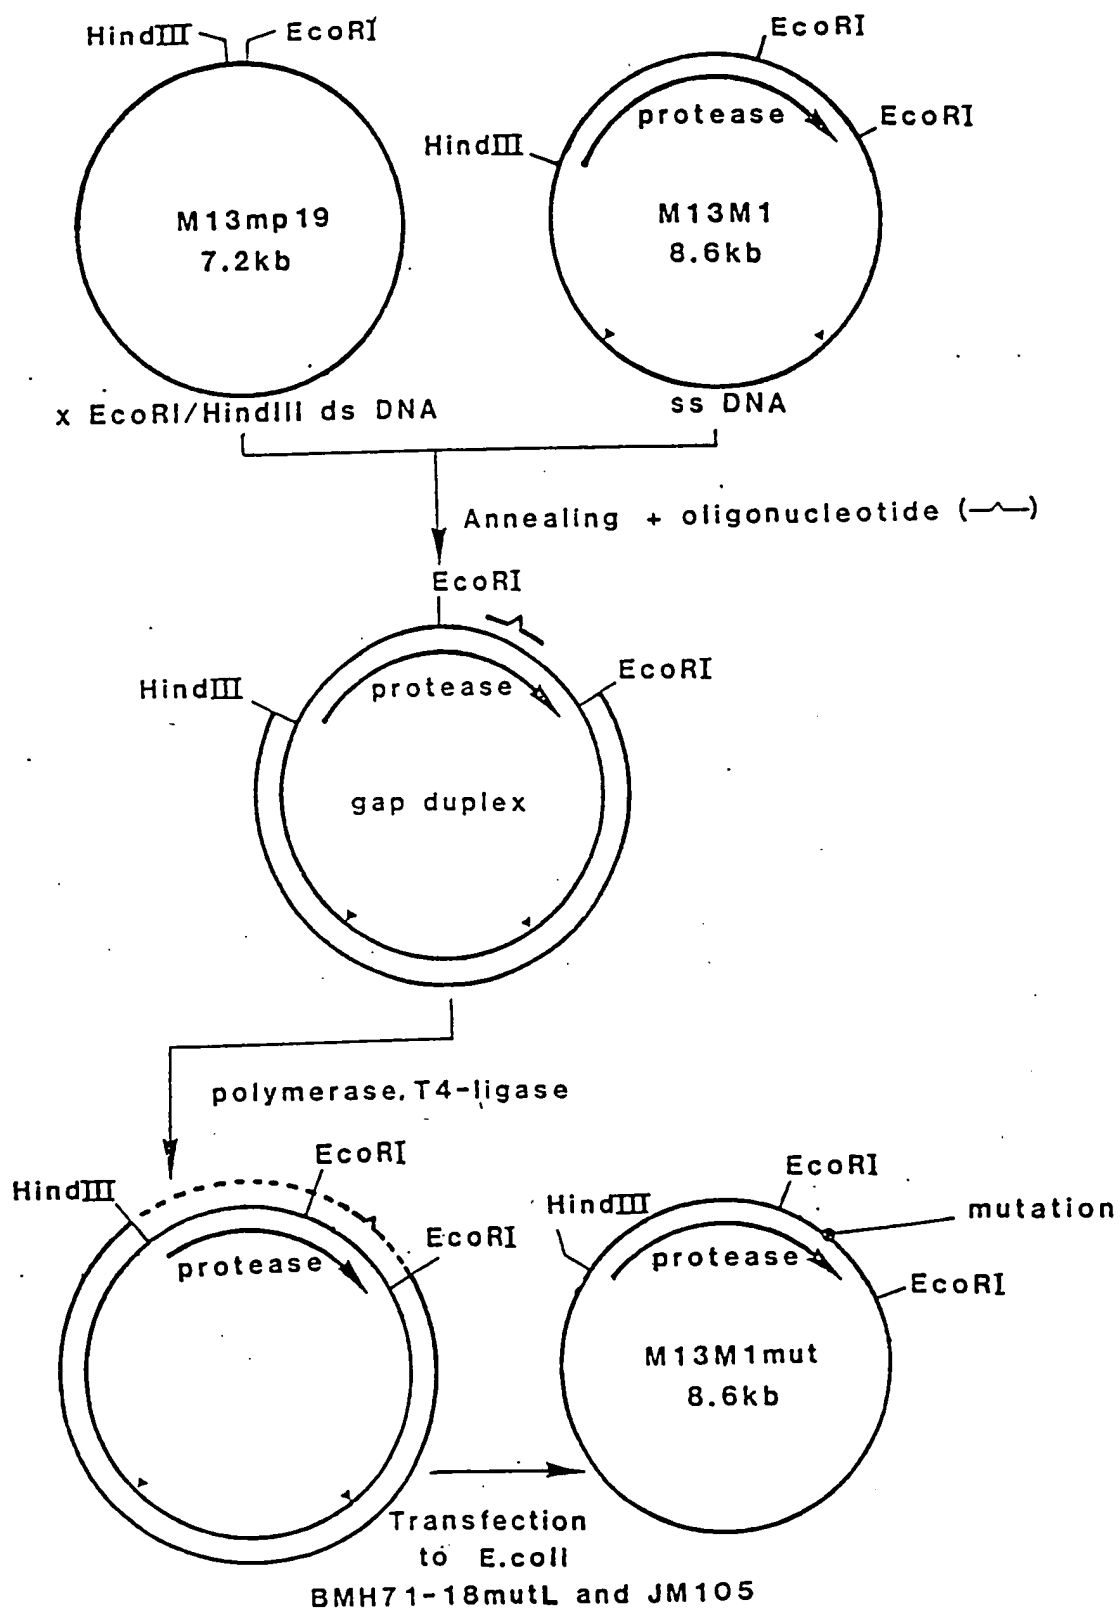 HindIII EcoRI
EcoRI
protease
EcoRI
HindIII
M13mp19
7.2kb
M13M1
8.6kb
x EcoRI/HindIII ds DNA
ss DNA
Annealing + oligonucleotide ( )
EcoRI
HindIII
protease
EcoRI
gap duplex
polymerase. T4-ligase
EcoRI
HindIII
protease
EcoRI
EcoRI
HindIII
mutation
protease
EcoRI
M13M1mut
8.6kb
Transfection
to E.coli
BMH71-18mutL and JM105